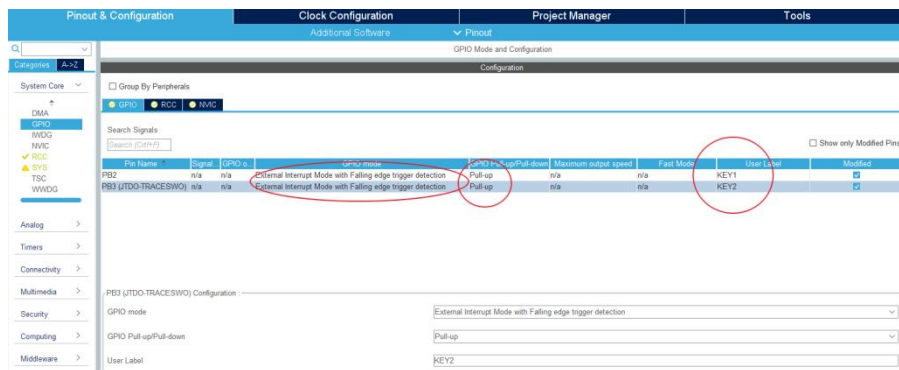 Pinout & Configuration Clock Configuration Project Manager Tools
Additional Software Pinout
GPIO Mode and Configuration
Configuration
Categories A->Z
System Core
DMA
GPIO
IWDG
NVIC
RCC
SYS
TSC
WWDG
Analog
Timers
Connectivity
Multimedia
Security
Computing
Middleware
Group By Peripherals
GPIO RCC NVIC
Search Signals
Search (Ctrl+F) Show only Modified Pins
Pin Name Signal... GPIO o... GPIO mode GPIO Pull-up/Pull-down Maximum output speed Fast Mode User Label Modified
PB2 n/a n/a External Interrupt Mode with Falling edge trigger detection Pull-up n/a n/a KEY1
PB3 (JTDO-TRACESWO) n/a n/a External Interrupt Mode with Falling edge trigger detection Pull-up n/a n/a KEY2
PB3 (JTDO-TRACESWO) Configuration :
GPIO mode External Interrupt Mode with Falling edge trigger detection
GPIO Pull-up/Pull-down Pull-up
User Label KEY2